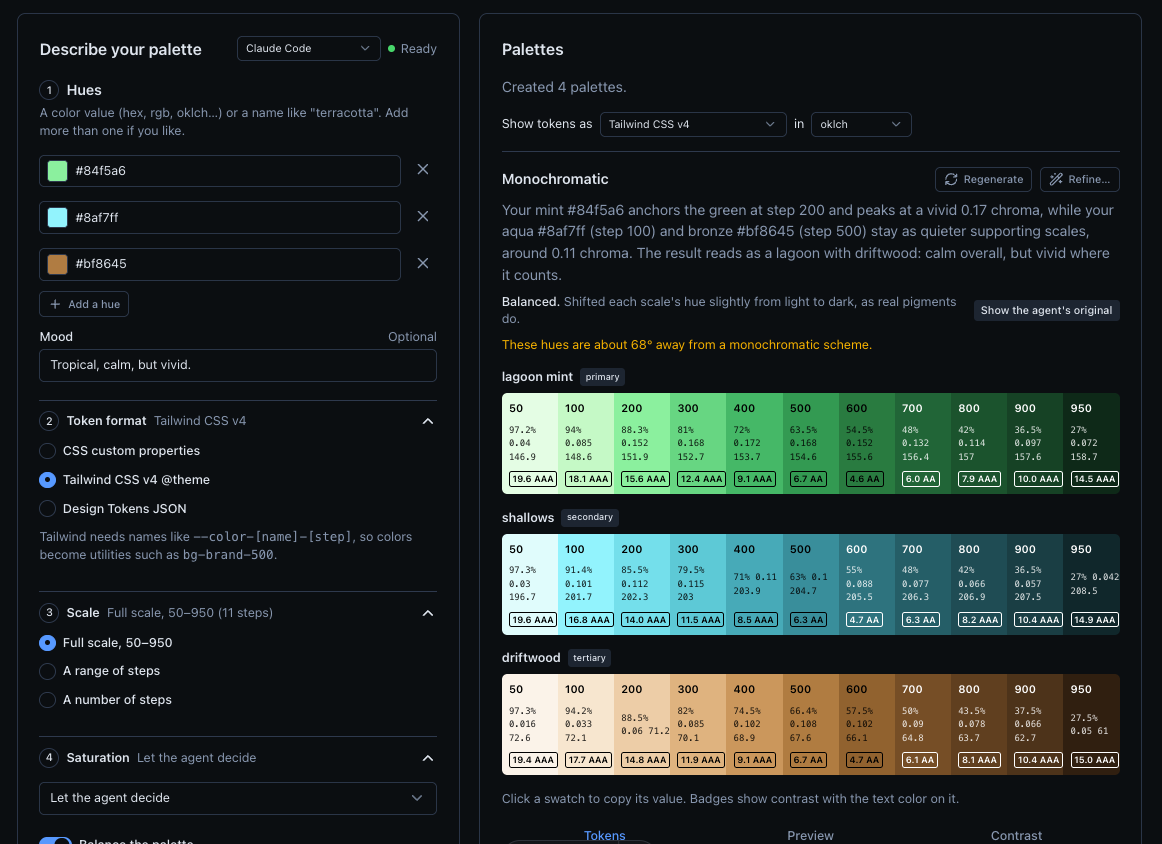 Describe your palette
Claude Code
Ready
1 Hues
A color value (hex, rgb, oklch…) or a name like "terracotta". Add
more than one if you like.
#84f5a6
#8af7ff
#bf8645
Add a hue
Mood
Optional
Tropical, calm, but vivid.
2 Token format Tailwind CSS v4
CSS custom properties
Tailwind CSS v4 @theme
Design Tokens JSON
Tailwind needs names like --color-[name]-[step], so colors
become utilities such as bg-brand-500.
3 Scale Full scale, 50–950 (11 steps)
Full scale, 50–950
A range of steps
A number of steps
4 Saturation Let the agent decide
Let the agent decide
Balance the palette
Palettes
Created 4 palettes.
Show tokens as Tailwind CSS v4 in oklch
Monochromatic
Regenerate
Refine…
Your mint #84f5a6 anchors the green at step 200 and peaks at a vivid 0.17 chroma, while your
aqua #8af7ff (step 100) and bronze #bf8645 (step 500) stay as quieter supporting scales,
around 0.11 chroma. The result reads as a lagoon with driftwood: calm overall, but vivid where
it counts.
Balanced. Shifted each scale's hue slightly from light to dark, as real pigments
do.
Show the agent's original
These hues are about 68° away from a monochromatic scheme.
lagoon mint primary
50 100 200 300 400 500 600 700 800 900 950
97.2% 94% 88.3% 81% 72% 63.5% 54.5% 48% 42% 36.5% 27%
0.04 0.085 0.152 0.168 0.172 0.168 0.152 0.132 0.114 0.097 0.072
146.9 148.6 151.9 152.7 153.7 154.6 155.6 156.4 157 157.6 158.7
19.6 AAA 18.1 AAA 15.6 AAA 12.4 AAA 9.1 AAA 6.7 AA 4.6 AA 6.0 AA 7.9 AAA 10.0 AAA 14.5 AAA
shallows secondary
50 100 200 300 400 500 600 700 800 900 950
97.3% 91.4% 85.5% 79.5% 71% 0.11 63% 0.1 55% 48% 42% 36.5% 27% 0.042
0.03 0.101 0.112 0.115 203.9 204.7 0.088 0.077 0.066 0.057 208.5
196.7 201.7 202.3 203 205.5 206.3 206.9 207.5
19.6 AAA 16.8 AAA 14.0 AAA 11.5 AAA 8.5 AAA 6.3 AA 4.7 AA 6.3 AA 8.2 AAA 10.4 AAA 14.9 AAA
driftwood tertiary
50 100 200 300 400 500 600 700 800 900 950
97.3% 94.2% 88.5% 82% 74.5% 66.4% 57.5% 50% 43.5% 37.5% 27.5%
0.016 0.033 0.06 71.2 0.085 0.102 0.108 0.102 0.09 0.078 0.066 0.05 61
72.6 72.1 70.1 68.9 67.6 66.1 64.8 63.7 62.7
19.4 AAA 17.7 AAA 14.8 AAA 11.9 AAA 9.1 AAA 6.7 AA 4.7 AA 6.1 AA 8.1 AAA 10.4 AAA 15.0 AAA
Click a swatch to copy its value. Badges show contrast with the text color on it.
Tokens Preview Contrast